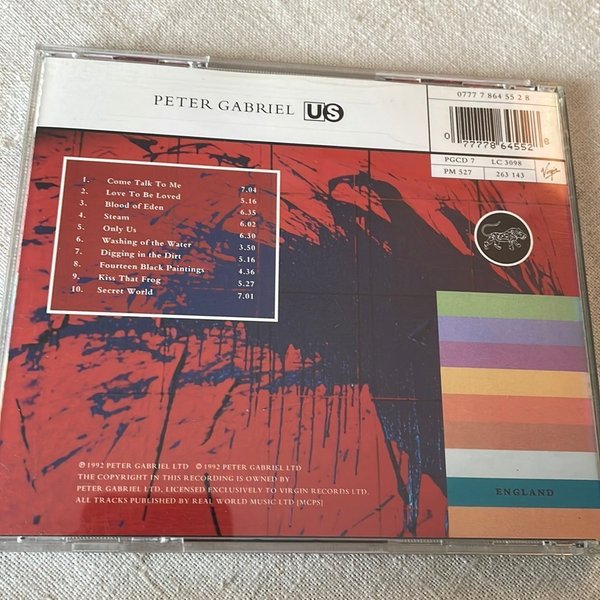 PETER GABRIEL US
0777 7 864 55 2 8
0 77778 64552 8
PGCD 7 LC 3098
PM 527 263 143
Virgin
1. Come Talk To Me 7.04
2. Love To Be Loved 5.16
3. Blood of Eden 6.35
4. Steam 6.02
5. Only Us 6.30
6. Washing of the Water 3.50
7. Digging in the Dirt 5.16
8. Fourteen Black Paintings 4.36
9. Kiss That Frog 5.27
10. Secret World 7.01
℗ 1992 PETER GABRIEL LTD © 1992 PETER GABRIEL LTD
THE COPYRIGHT IN THIS RECORDING IS OWNED BY
PETER GABRIEL LTD, LICENSED EXCLUSIVELY TO VIRGIN RECORDS LTD.
ALL TRACKS PUBLISHED BY REAL WORLD MUSIC LTD [MCPS]
ENGLAND